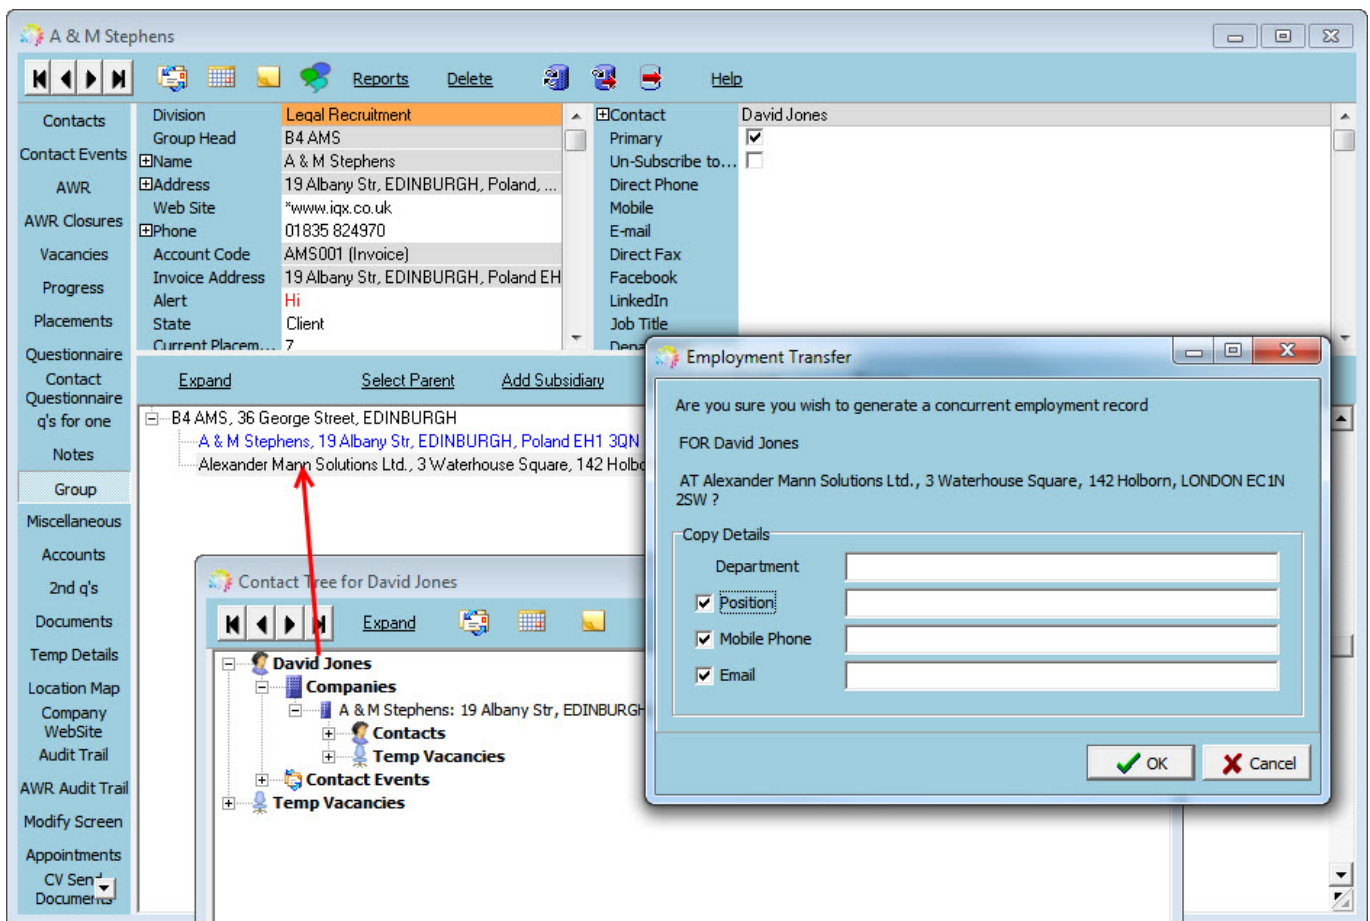 A & M Stephens
Reports Delete Help
Contacts
Contact Events
AWR
AWR Closures
Vacancies
Progress
Placements
Questionnaire
Contact
Questionnaire
q's for one
Notes
Group
Miscellaneous
Accounts
2nd q's
Documents
Temp Details
Location Map
Company
WebSite
Audit Trail
AWR Audit Trail
Modify Screen
Appointments
CV Send
Documents
Division Legal Recruitment
Group Head B4 AMS
Name A & M Stephens
Address 19 Albany Str, EDINBURGH, Poland, ...
Web Site *www.iqx.co.uk
Phone 01835 824970
Account Code AMS001 (Invoice)
Invoice Address 19 Albany Str, EDINBURGH, Poland EH
Alert Hi
State Client
Current Placem... 7
Contact David Jones
Primary
Un-Subscribe to...
Direct Phone
Mobile
E-mail
Direct Fax
Facebook
LinkedIn
Job Title
Expand Select Parent Add Subsidiary
B4 AMS, 36 George Street, EDINBURGH
A & M Stephens, 19 Albany Str, EDINBURGH, Poland EH1 3QN
Alexander Mann Solutions Ltd., 3 Waterhouse Square, 142 Holbo
Contact Tree for David Jones
Expand
David Jones
Companies
A & M Stephens: 19 Albany Str, EDINBURGH
Contacts
Temp Vacancies
Contact Events
Temp Vacancies
Employment Transfer
Are you sure you wish to generate a concurrent employment record
FOR David Jones
AT Alexander Mann Solutions Ltd., 3 Waterhouse Square, 142 Holborn, LONDON EC1N
2SW ?
Copy Details
Department
Position
Mobile Phone
Email
OK Cancel